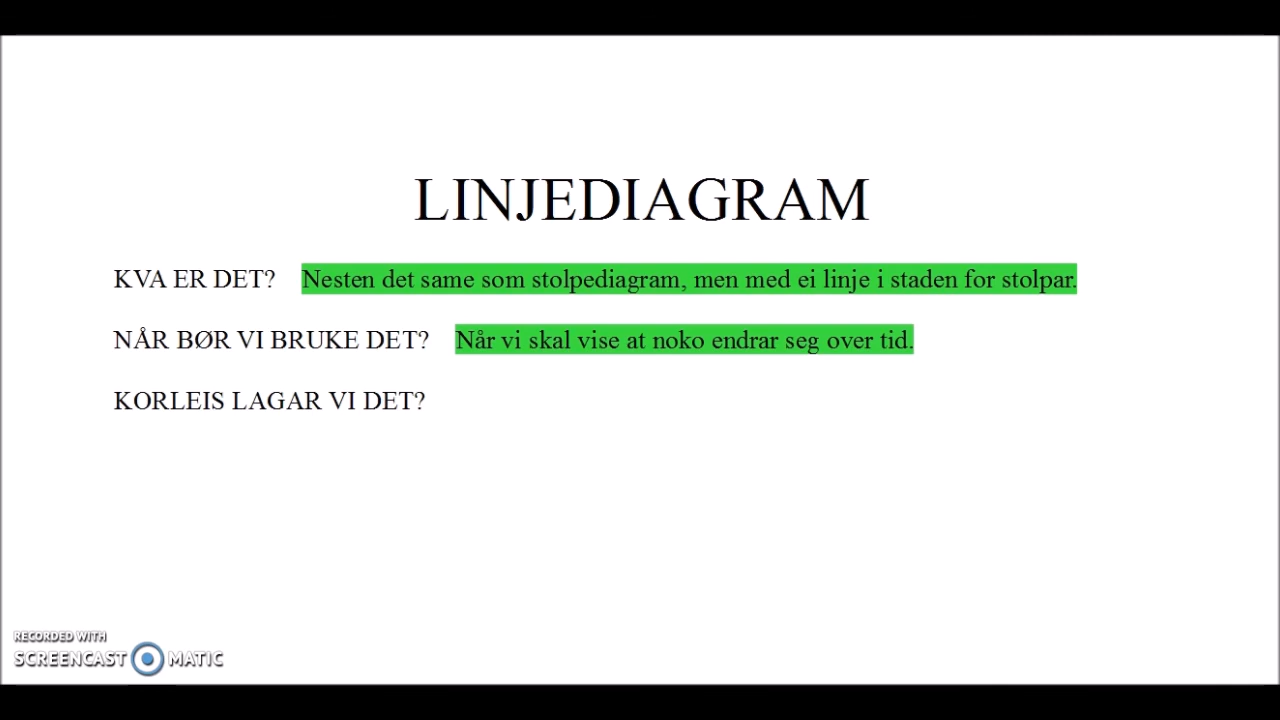 LINJEDIAGRAM
KVA ER DET? Nesten det same som stolpediagram, men med ei linje i staden for stolpar.
NÅR BØR VI BRUKE DET? Når vi skal vise at noko endrar seg over tid.
KORLEIS LAGAR VI DET?
RECORDED WITH
SCREENCAST MATIC